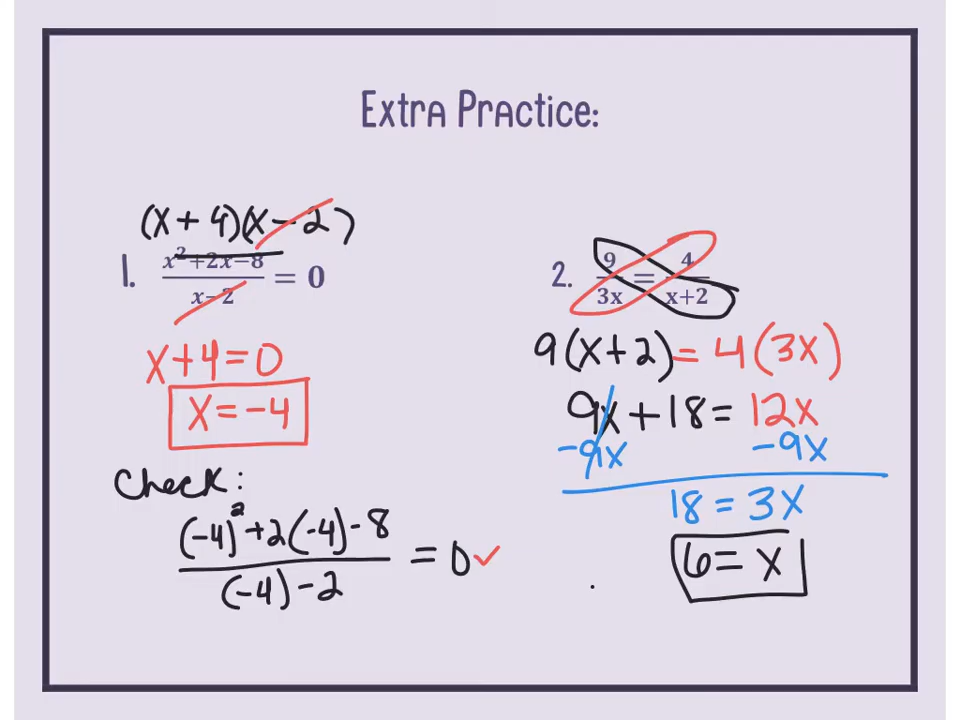 Extra Practice:
(x + 4)(x - 2)
1. x²+2x-8 / x-2 = 0
x + 4 = 0
x = -4
Check:
(-4)² + 2(-4) - 8 / (-4) - 2 = 0 ✓
2. 9 / 3x = 4 / x+2
9(x + 2) = 4(3x)
9x + 18 = 12x
-9x -9x
18 = 3x
6 = x